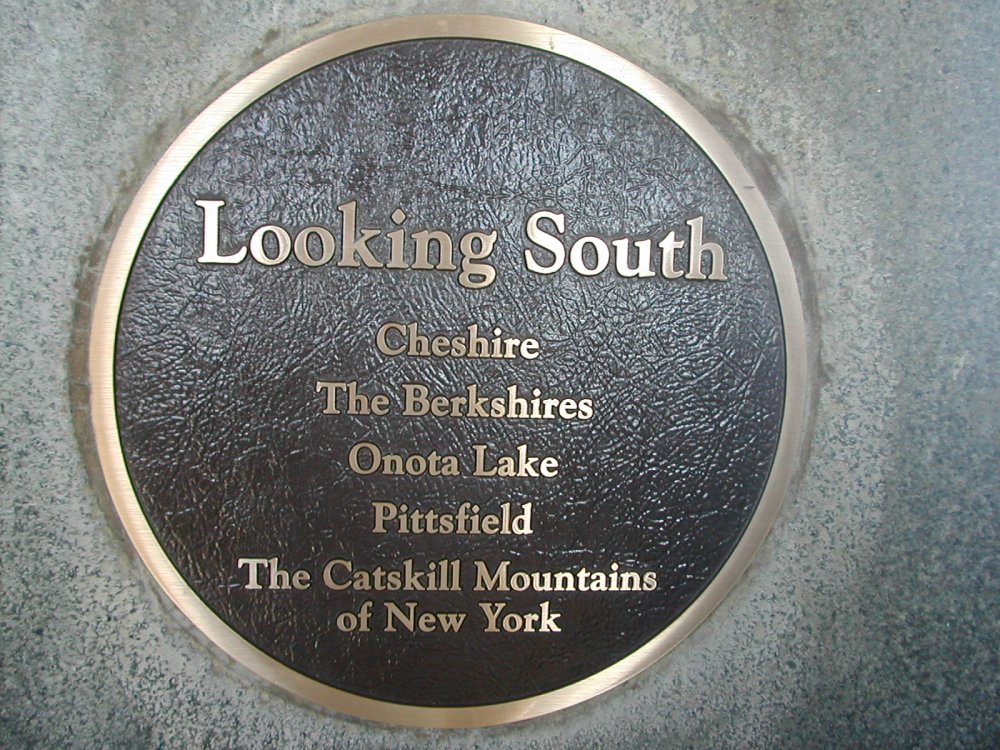 Looking South
Cheshire
The Berkshires
Onota Lake
Pittsfield
The Catskill Mountains
of New York